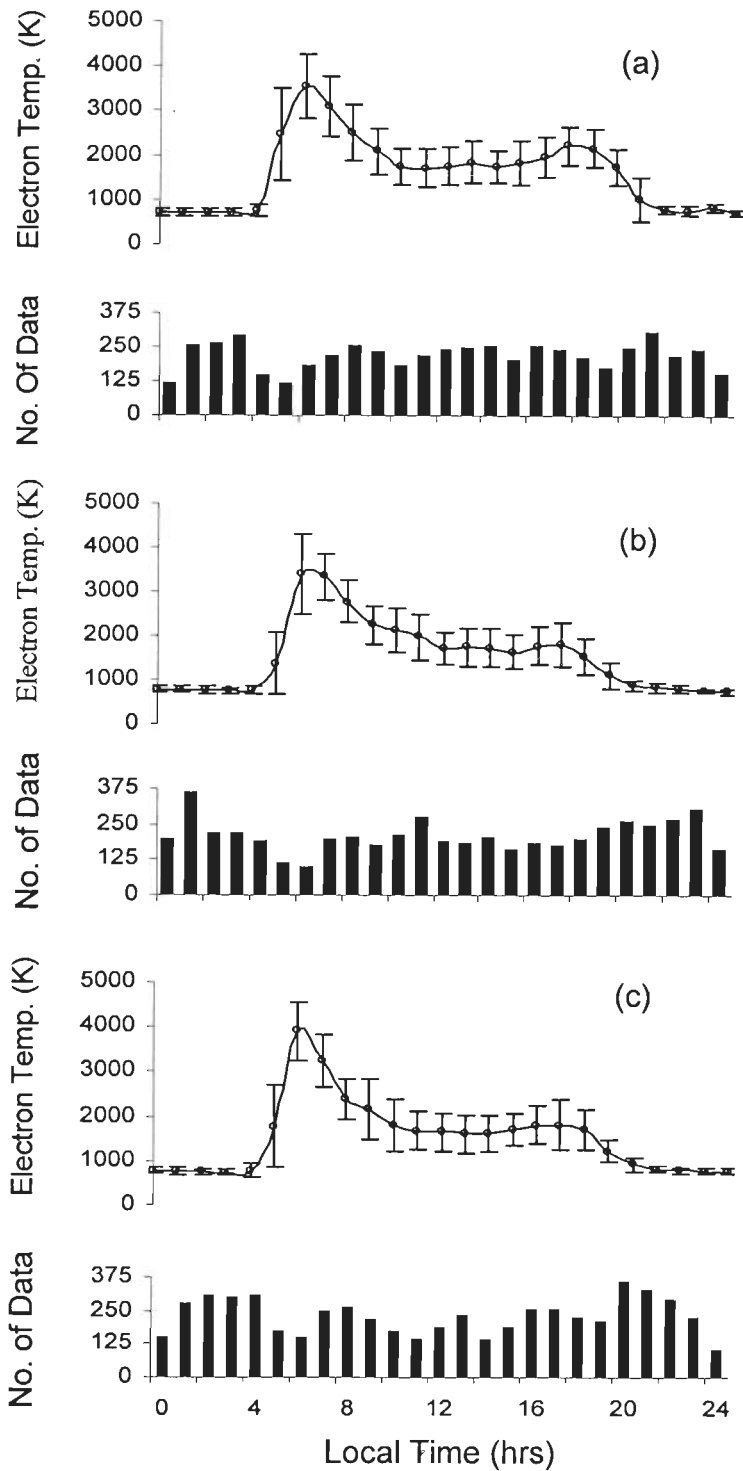 Electron Temp. (K)
5000
4000
3000
2000
1000
0
(a)
No. Of Data
375
250
125
0
Electron Temp. (K)
5000
4000
3000
2000
1000
0
(b)
No. of Data
375
250
125
0
Electron Temp. (K)
5000
4000
3000
2000
1000
0
(c)
No. of Data
375
250
125
0
0 4 8 12 16 20 24
Local Time (hrs)